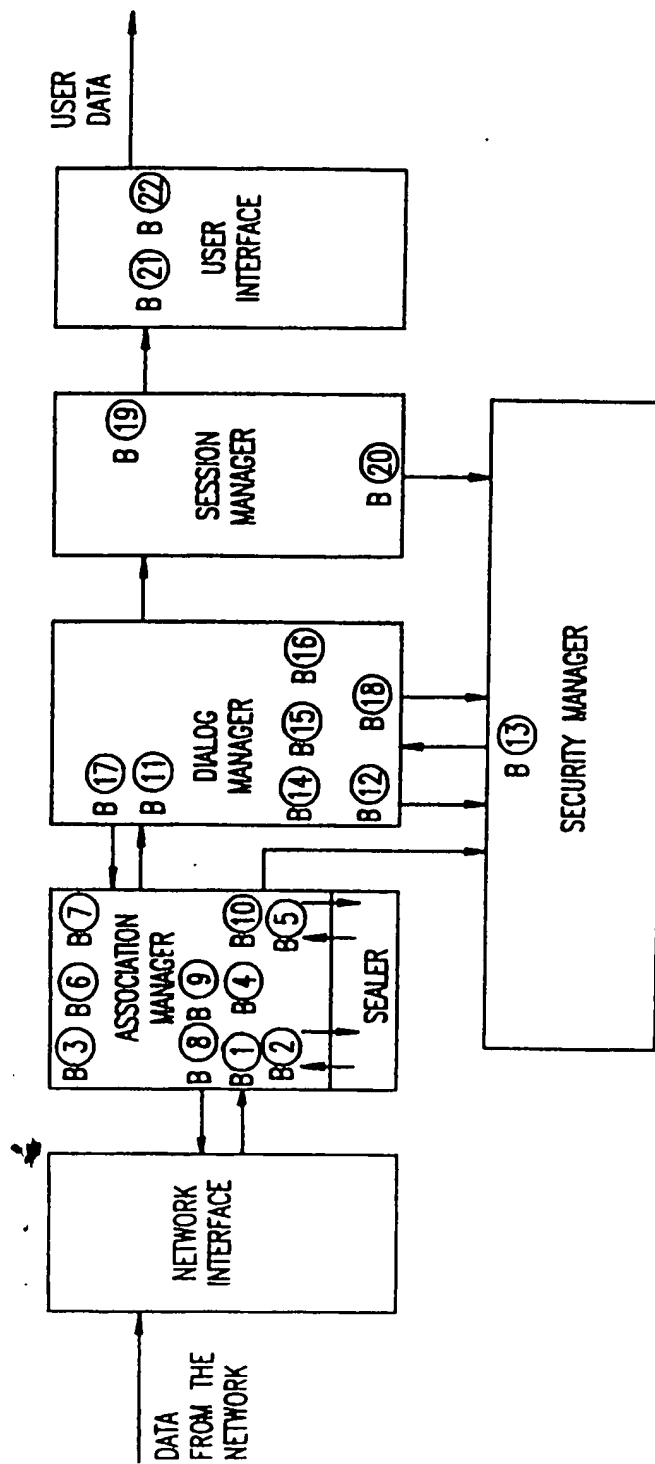 DATA
FROM THE
NETWORK
NETWORK
INTERFACE
B 3 B 6 B 7
ASSOCIATION
MANAGER
B 8 B 9
B 1 B 4 B 10
B 2 B 5
SEALER
B 17
B 11
DIALOG
MANAGER
B 14 B 15 B 16
B 12 B 18
B 19
SESSION
MANAGER
B 20
B 21 B 22
USER
INTERFACE
USER
DATA
B 13
SECURITY MANAGER